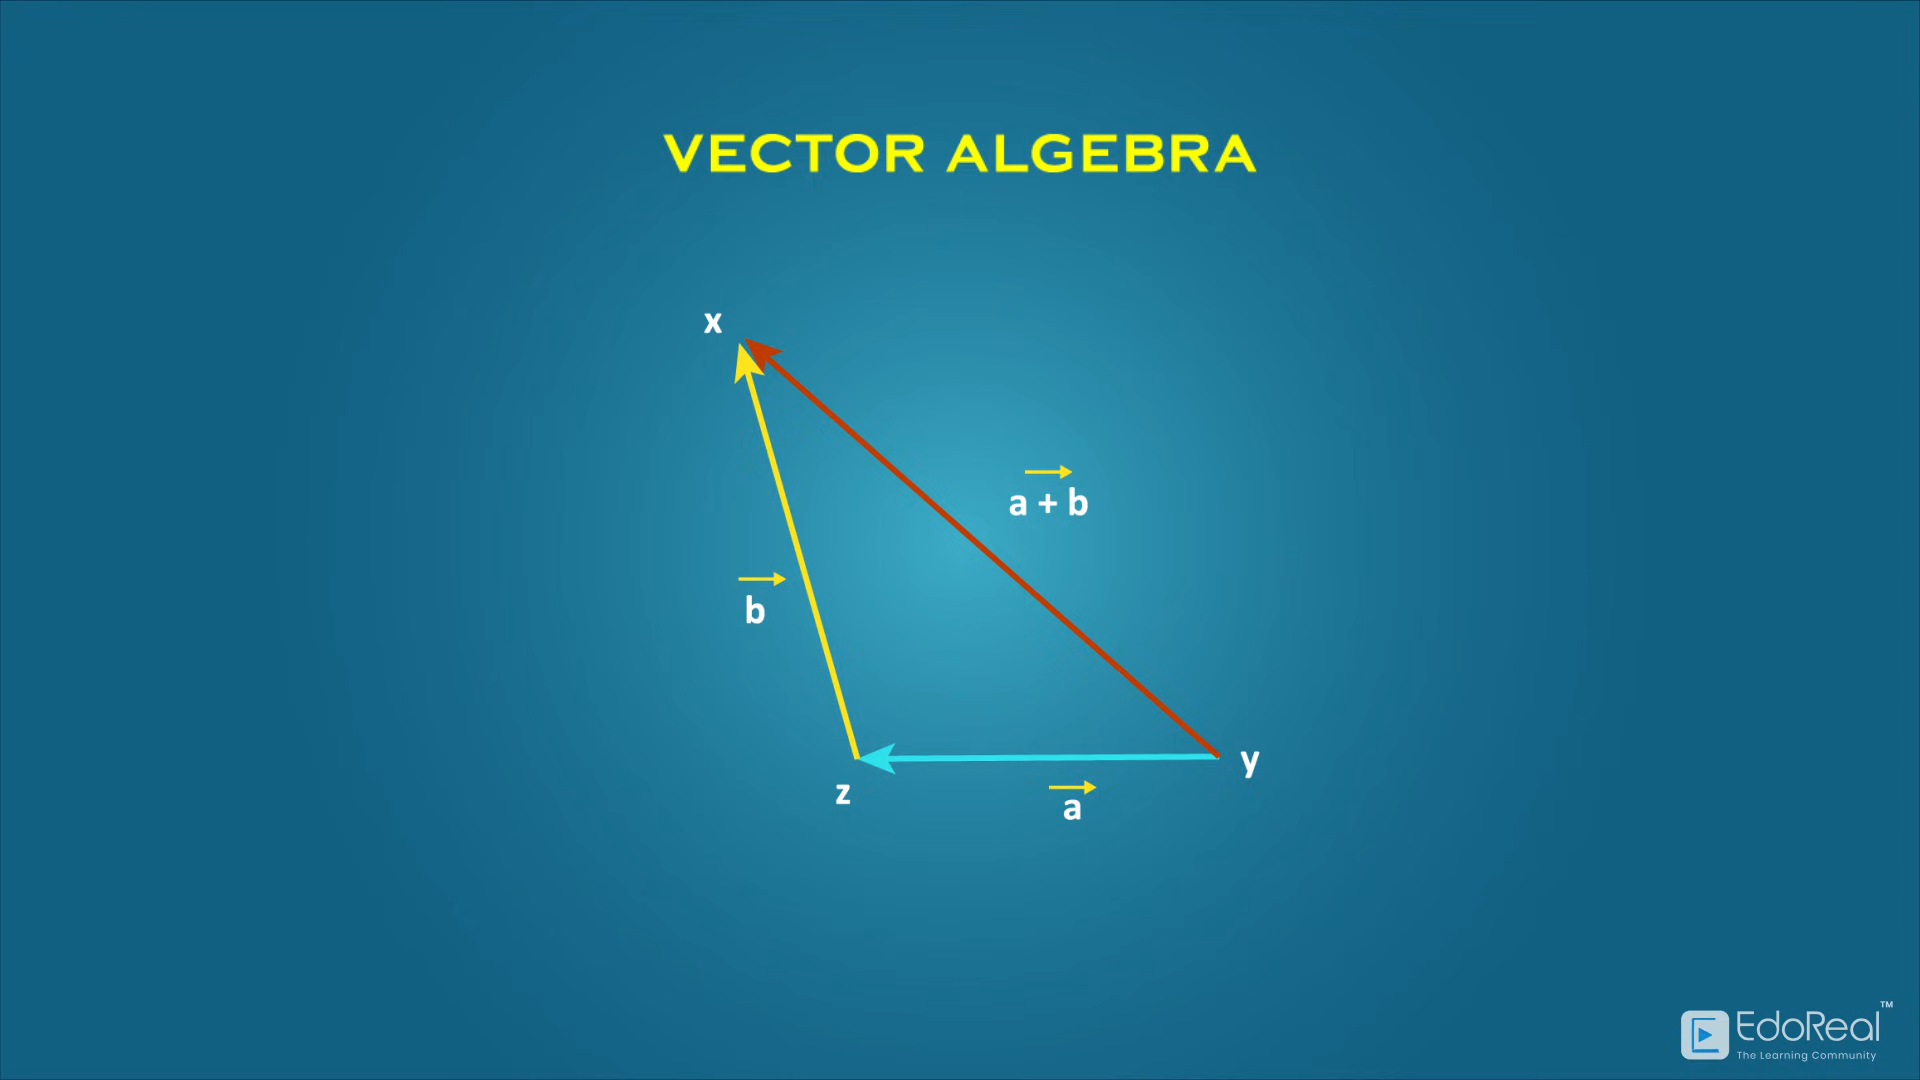 VECTOR ALGEBRA
x
a + b
b
y
z
a
EdoReal™
The Learning Community